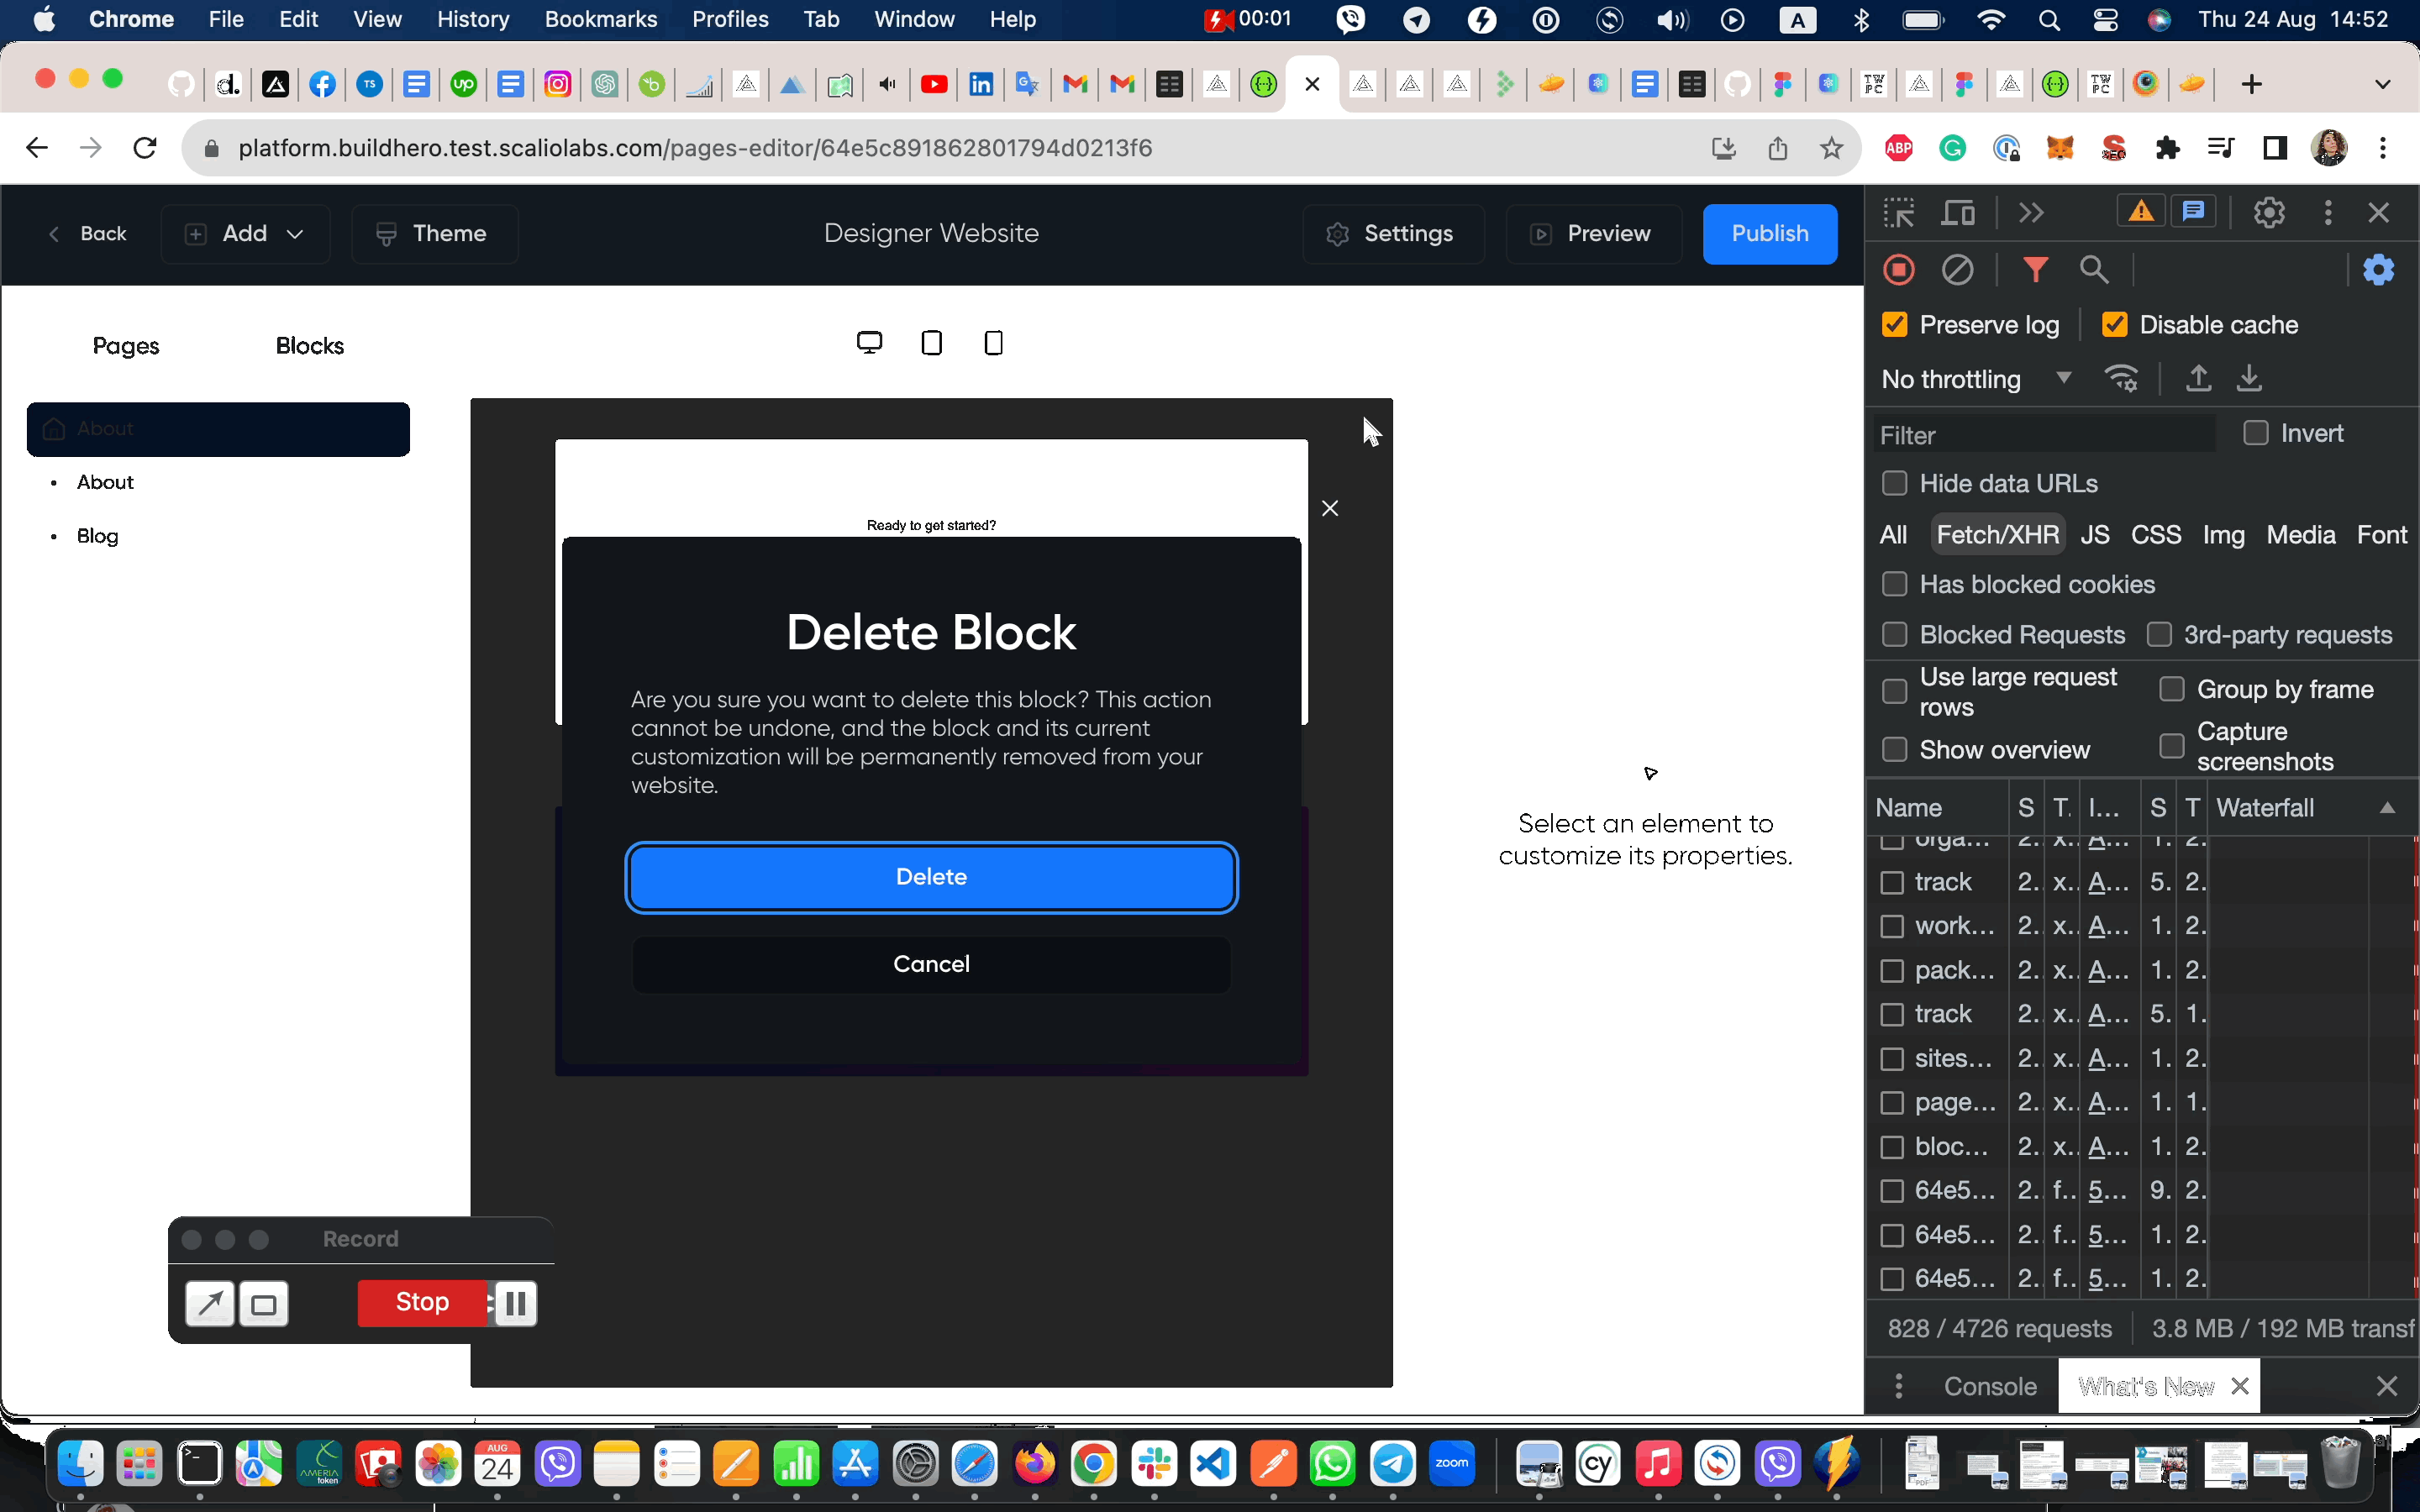 Chrome File Edit View History Bookmarks Profiles Tab Window Help 00:01 A Thu 24 Aug 14:52
platform.buildhero.test.scaliolabs.com/pages-editor/64e5c891862801794d0213f6
ABP
Back Add Theme Designer Website Settings Preview Publish
Pages Blocks
About
About
Blog
Ready to get started?
Delete Block
Are you sure you want to delete this block? This action
cannot be undone, and the block and its current
customization will be permanently removed from your
website.
Delete
Cancel
Select an element to
customize its properties.
Record
Stop
Preserve log Disable cache
No throttling
Filter Invert
Hide data URLs
All Fetch/XHR JS CSS Img Media Font
Has blocked cookies
Blocked Requests 3rd-party requests
Use large request
rows
Group by frame
Show overview
Capture
screenshots
Name S T. I... S T Waterfall
orga... 2. x.. A... 1. 2.
track 2. x.. A... 5. 2.
work... 2. x.. A... 1. 2.
pack... 2. x.. A... 1. 2.
track 2. x.. A... 5. 1.
sites... 2. x.. A... 1. 2.
page... 2. x.. A... 1. 1.
bloc... 2. x.. A... 1. 2.
64e5... 2. f.. 5... 9. 2.
64e5... 2. f.. 5... 1. 2.
64e5... 2. f.. 5... 1. 2.
828 / 4726 requests 3.8 MB / 192 MB transf
Console What's New
AMERIA
token
AUG
24
cy
zoom
PDF